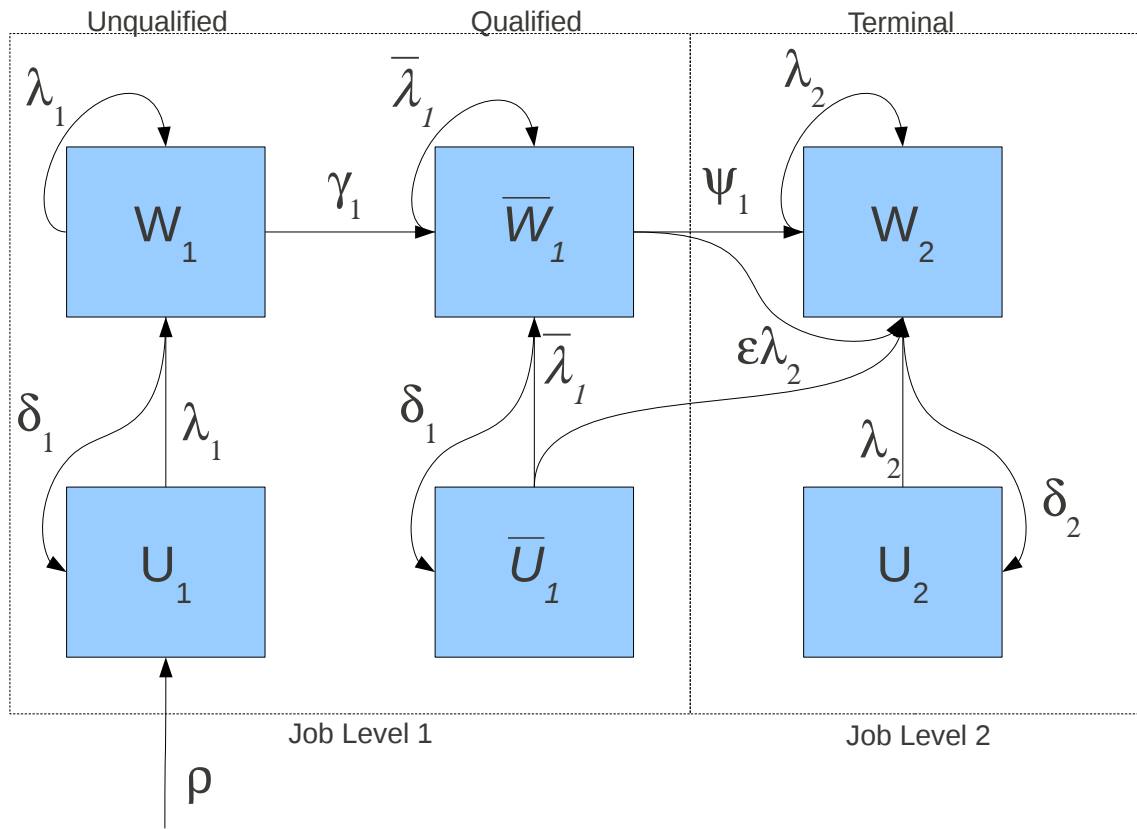 Unqualified
Qualified
Terminal
λ₁
λ̅₁
λ₂
W₁
γ₁
W̅₁
ψ₁
W₂
ελ₂
δ₁
λ₁
δ₁
λ̅₁
λ₂
δ₂
U₁
U̅₁
U₂
Job Level 1
Job Level 2
ρ